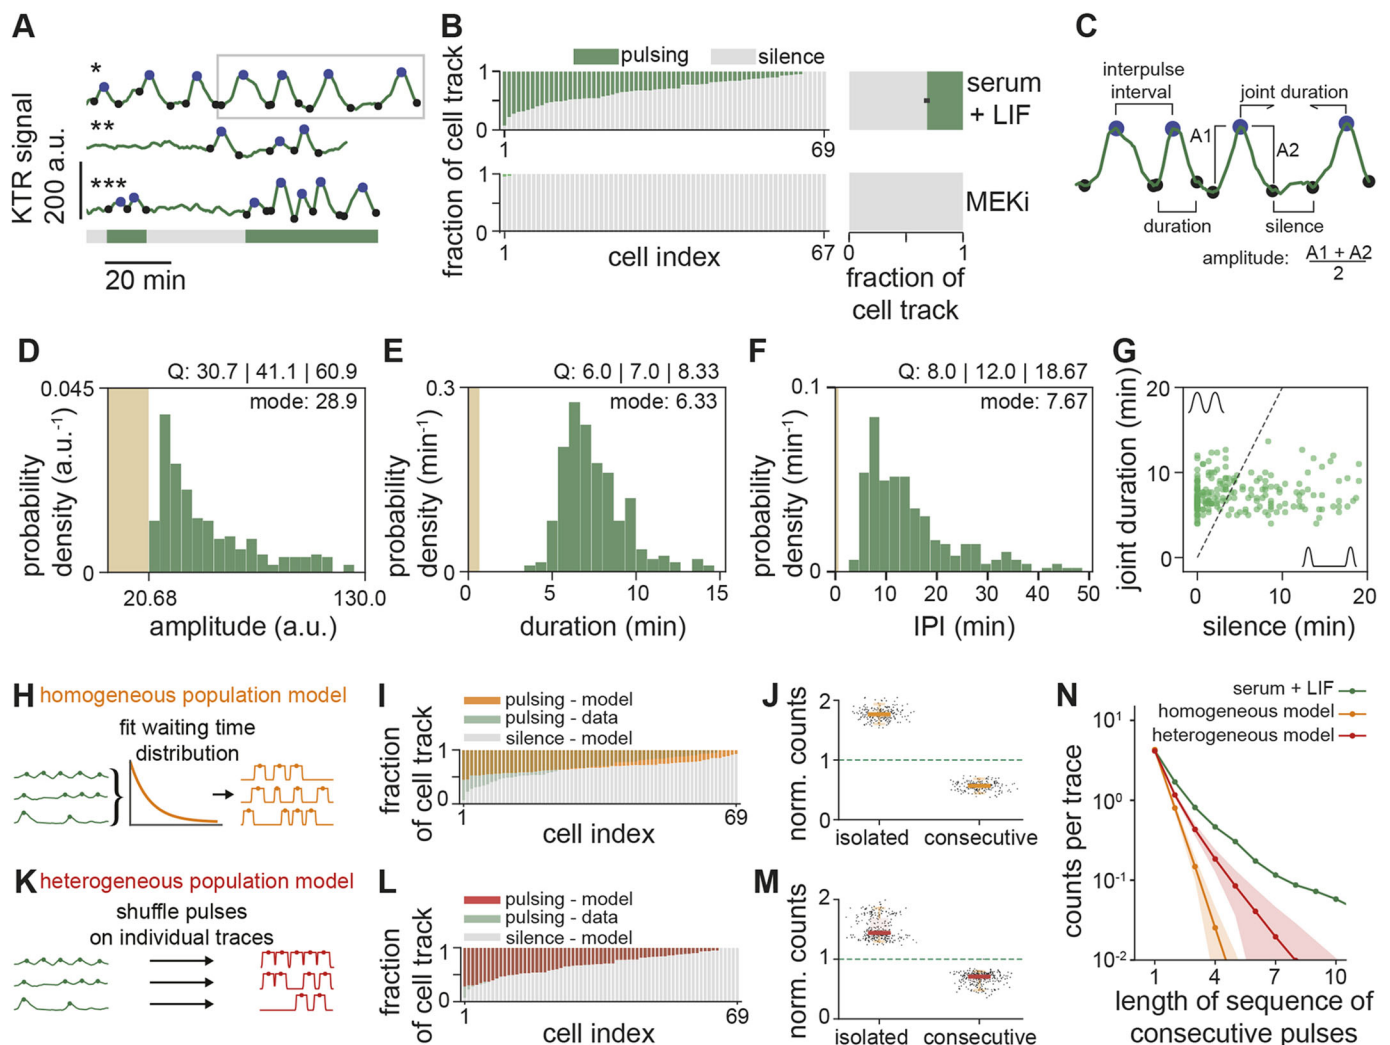 A
*
**
***
KTR signal
200 a.u.
20 min
B
pulsing
silence
fraction of cell track
1
0
1
69
serum
+ LIF
1
0
1
67
cell index
MEKi
0
1
fraction of
cell track
C
interpulse
interval
joint duration
A1
A2
duration
silence
amplitude: A1 + A2
2
D
Q: 30.7 | 41.1 | 60.9
mode: 28.9
0.045
0
probability
density (a.u.-1)
20.68
130.0
amplitude (a.u.)
E
Q: 6.0 | 7.0 | 8.33
mode: 6.33
0.3
0
probability
density (min-1)
0 5 10 15
duration (min)
F
Q: 8.0 | 12.0 | 18.67
mode: 7.67
0.1
0
probability
density (min-1)
0 10 20 30 40 50
IPI (min)
G
joint duration (min)
20
10
0
0 10 20
silence (min)
H homogeneous population model
fit waiting time
distribution
I
pulsing - model
pulsing - data
silence - model
fraction
of cell track
1
0
1
69
cell index
J
norm. counts
2
1
0
isolated
consecutive
K heterogeneous population model
shuffle pulses
on individual traces
L
pulsing - model
pulsing - data
silence - model
fraction
of cell track
1
0
1
69
cell index
M
norm. counts
2
1
0
isolated
consecutive
N
serum + LIF
homogeneous model
heterogeneous model
counts per trace
10¹
10⁰
10⁻¹
10⁻²
1 4 7 10
length of sequence of
consecutive pulses